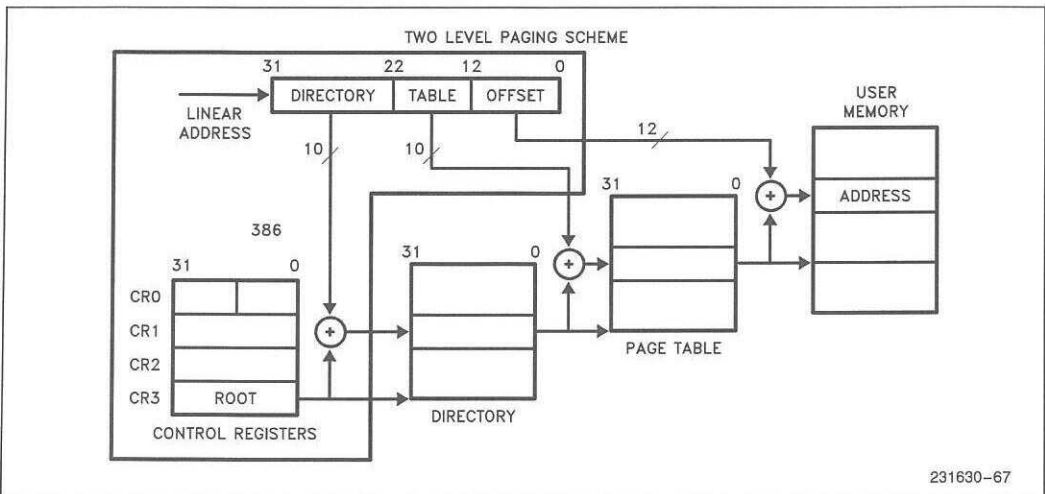 TWO LEVEL PAGING SCHEME
31 22 12 0
DIRECTORY TABLE OFFSET
LINEAR
ADDRESS
USER
MEMORY
10 10 12
31 0
ADDRESS
386
31 0
31 0
CR0
CR1
CR2
CR3 ROOT
+
+
+
PAGE TABLE
DIRECTORY
CONTROL REGISTERS
231630-67